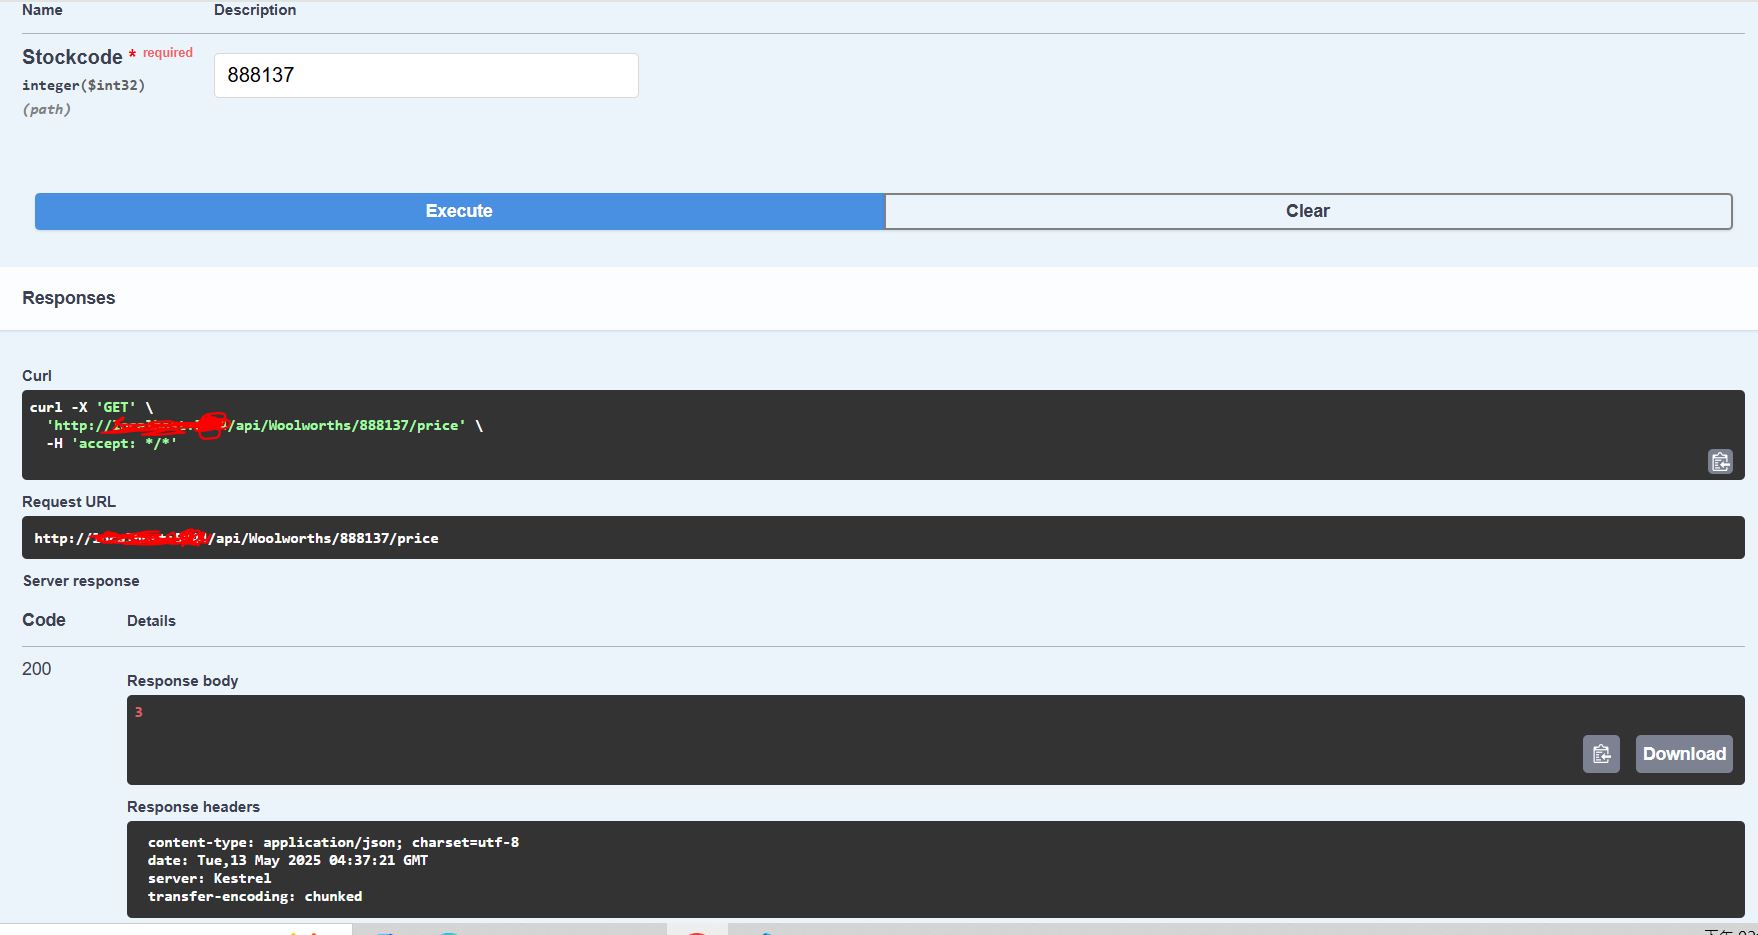 Name Description
Stockcode * required
888137
integer($int32)
(path)
Execute Clear
Responses
Curl
curl -X 'GET' \
'http:// /api/Woolworths/888137/price' \
-H 'accept: */*'
Request URL
http:// /api/Woolworths/888137/price
Server response
Code Details
200
Response body
3
Download
Response headers
content-type: application/json; charset=utf-8
date: Tue,13 May 2025 04:37:21 GMT
server: Kestrel
transfer-encoding: chunked